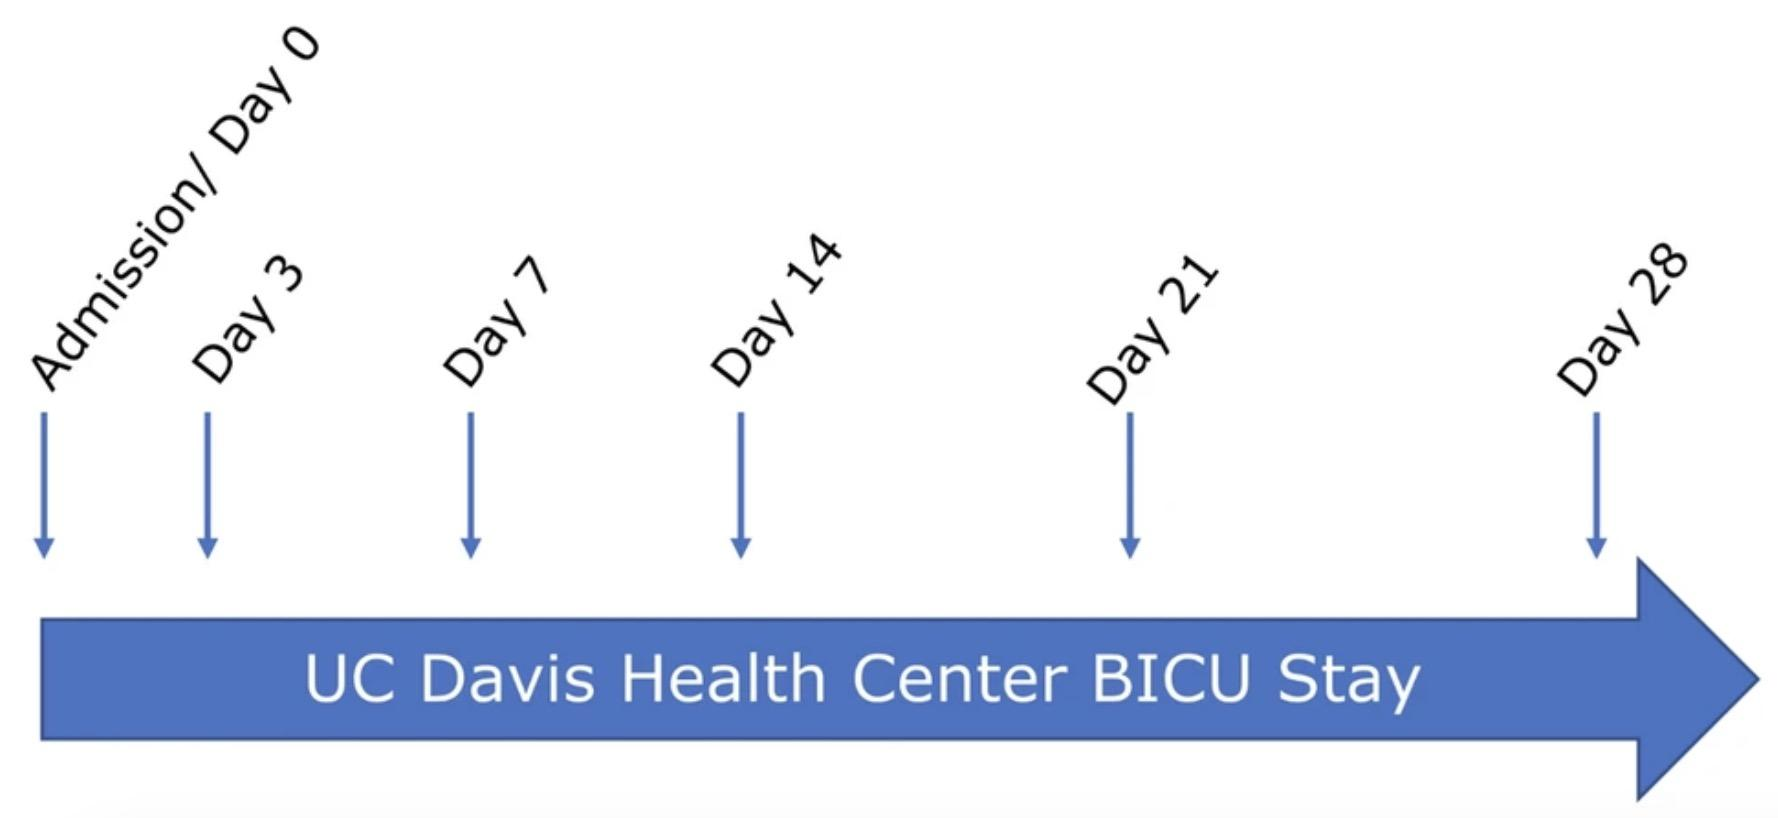 Admission/ Day 0
Day 3
Day 7
Day 14
Day 21
Day 28
UC Davis Health Center BICU Stay